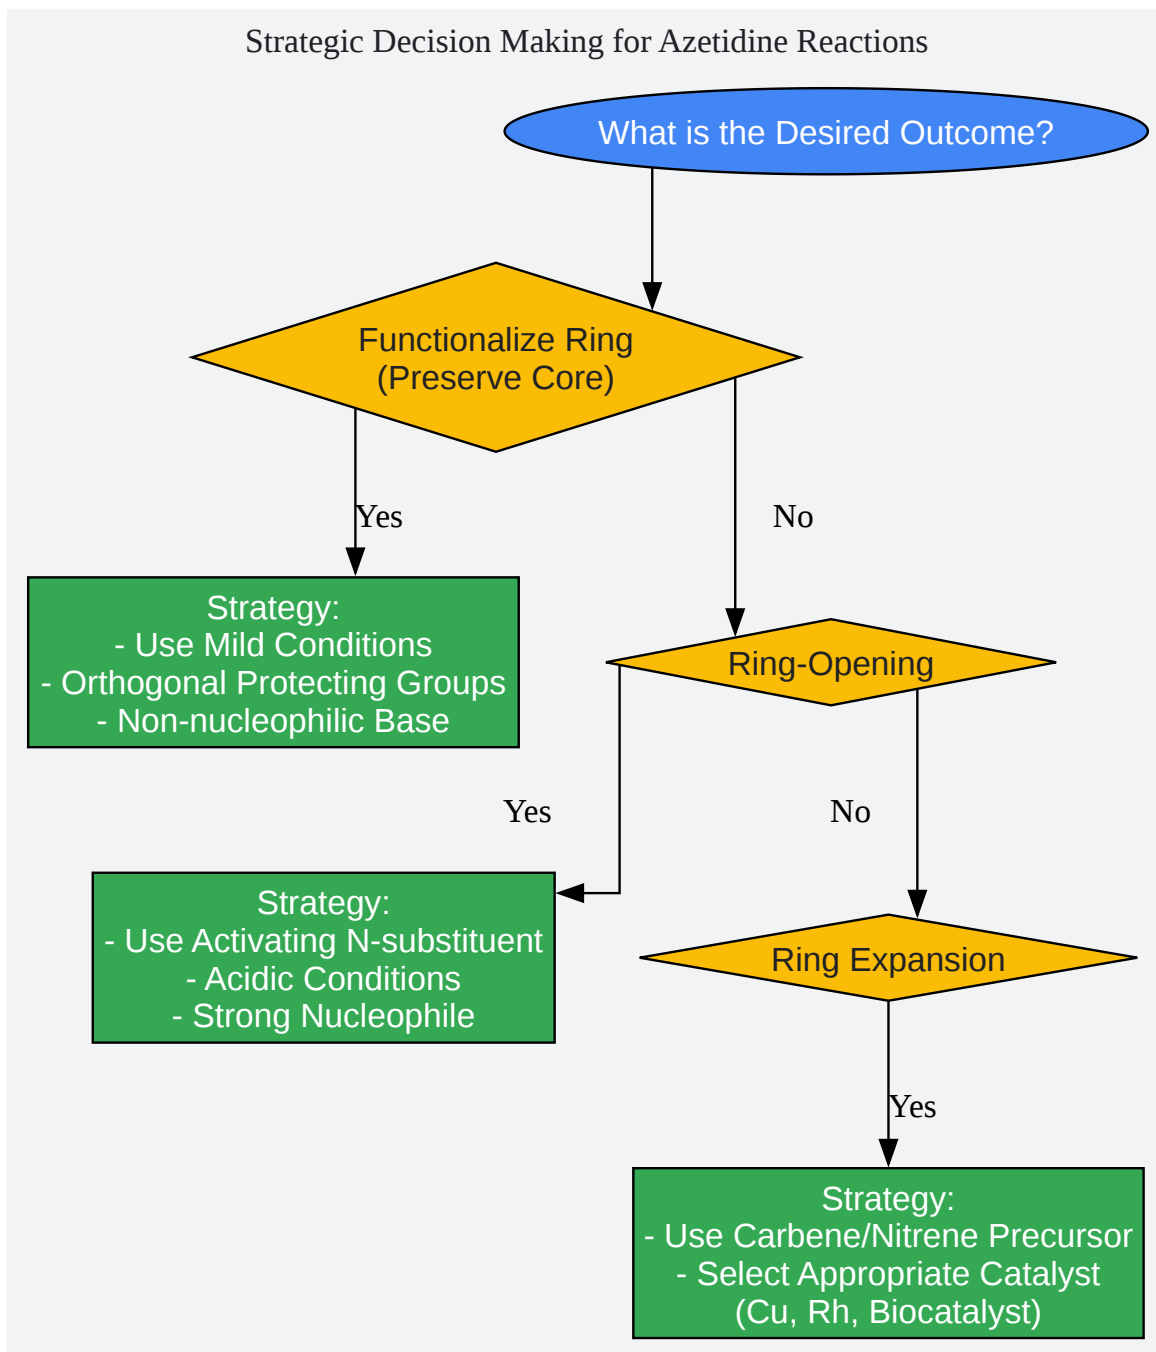 Strategic Decision Making for Azetidine Reactions
What is the Desired Outcome?
Functionalize Ring
(Preserve Core)
Yes
No
Strategy:
- Use Mild Conditions
- Orthogonal Protecting Groups
- Non-nucleophilic Base
Ring-Opening
Yes
No
Strategy:
- Use Activating N-substituent
- Acidic Conditions
- Strong Nucleophile
Ring Expansion
Yes
Strategy:
- Use Carbene/Nitrene Precursor
- Select Appropriate Catalyst
(Cu, Rh, Biocatalyst)